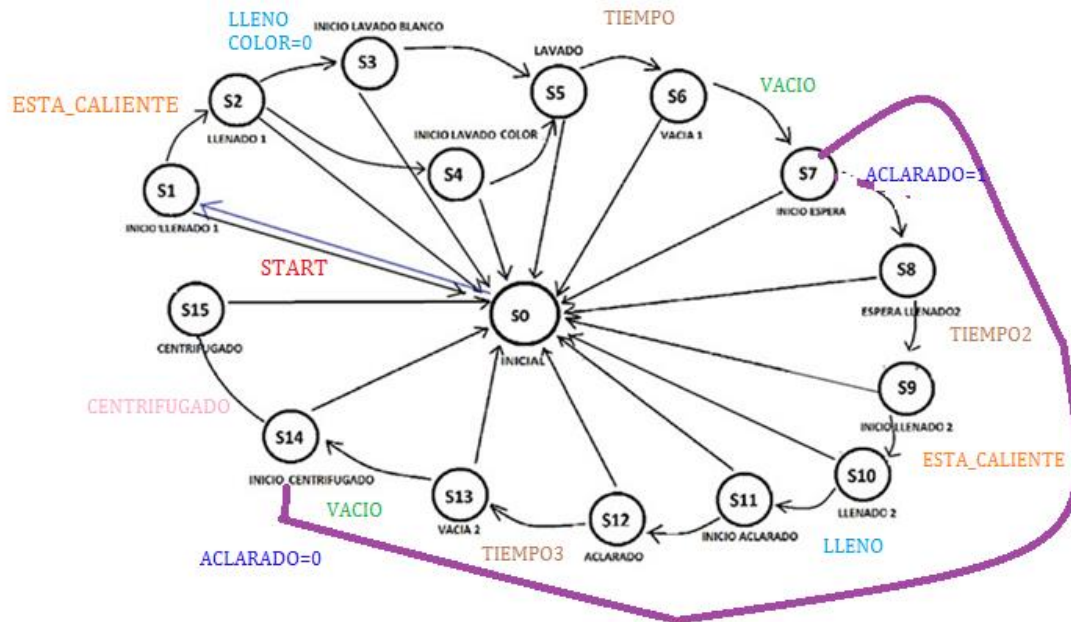 LLENO
COLOR=0
INICIO LAVADO BLANCO
TIEMPO
S3
LAVADO
ESTA_CALIENTE
S2
S5
S6
VACIO
LLENADO 1
INICIO LAVADO COLOR
VACIA 1
S4
S1
S7
ACLARADO=1
INICIO LLENADO 1
INICIO ESPERA
START
S8
S15
S0
ESPERA LLENADO2
CENTRIFUGADO
INICIAL
TIEMPO2
S9
CENTRIFUGADO
INICIO LLENADO 2
S14
ESTA_CALIENTE
S10
INICIO CENTRIFUGADO
S13
S11
LLENADO 2
VACIO
VACIA 2
S12
INICIO ACLARADO
LLENO
ACLARADO=0
TIEMPO3
ACLARADO